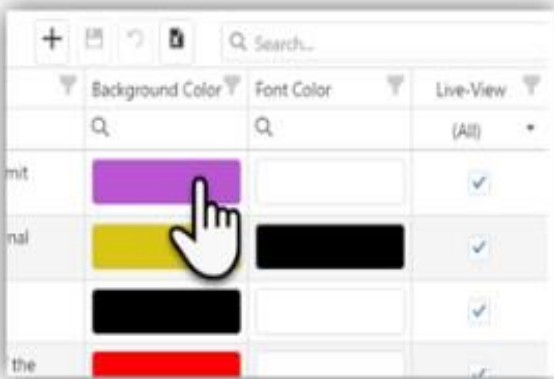 Search...
Background Color Font Color Live-View
(All)
mit
nal
the